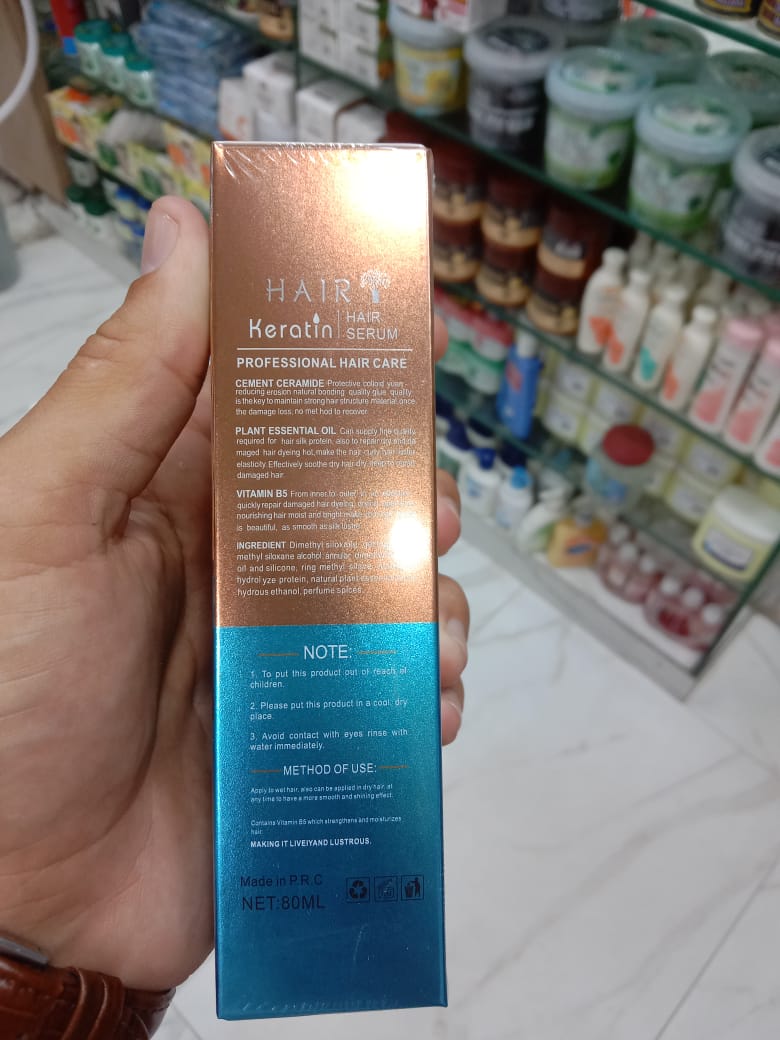 HAIR
Keratin HAIR
SERUM
PROFESSIONAL HAIR CARE
CEMENT CERAMIDE Protective colloid yuan
reducing erosion natural bonding quality glue, quality
is the key to maintain strong hair structure material, once
the damage loss, no met hod to recover.
PLANT ESSENTIAL OIL Can supply
required for hair silk protein, also to repair dry and da
maged hair dyeing hot, make the hair curly hair
elasticity. Effectively soothe dry hair, dry
damaged hair.
VITAMIN B5 From inner to outer
quickly repair damaged hair dyeing,
nourishing hair moist and bright
is beautiful, as smooth as silk
INGREDIENT Dimethyl siloxane,
methyl siloxane alcohol, annular
oil and silicone, ring methyl
hydrol yze protein, natural plant
hydrous ethanol, perfume spices.
NOTE:
1. To put this product out of reach of
children.
2. Please put this product in a cool, dry
place.
3. Avoid contact with eyes rinse with
water immediately.
METHOD OF USE:
Apply to wet hair, also can be applied in dry hair, at
any time to have a more smooth and shining effect.
Contains Vitamin B5 which strengthens and moisturizes
hair.
MAKING IT LIVEIYAND LUSTROUS.
Made in P.R.C
NET:80ML